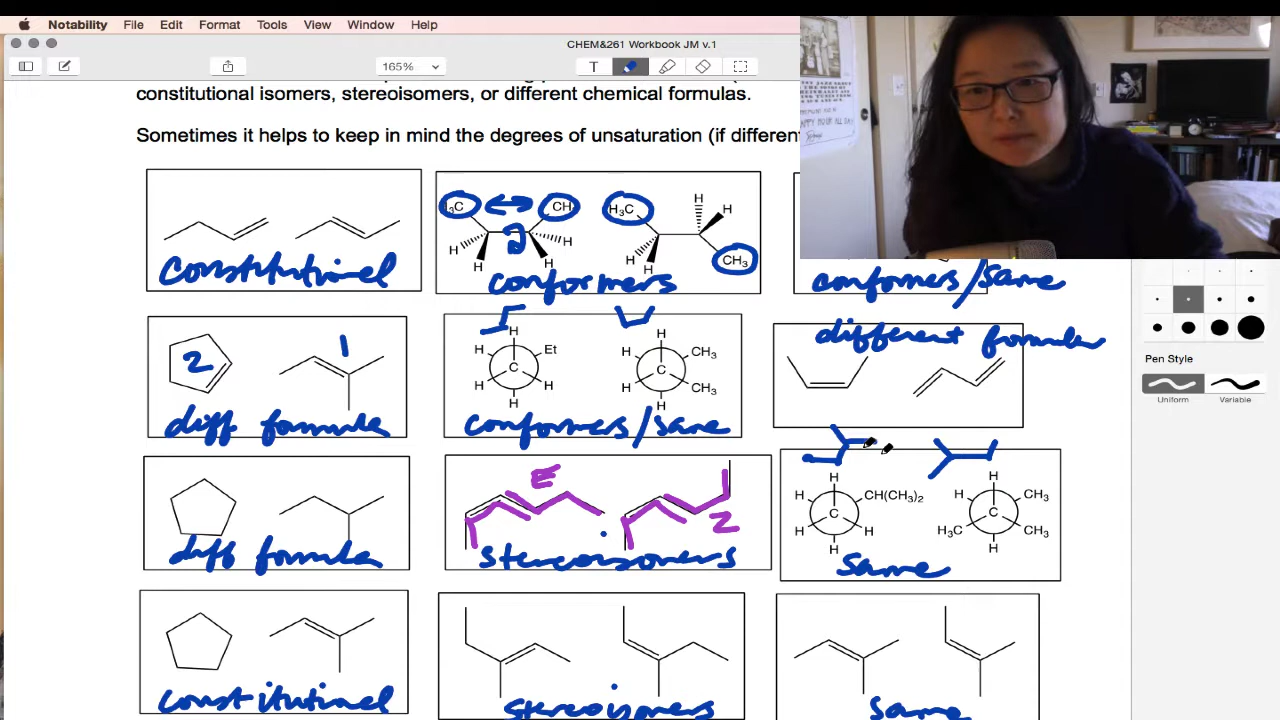 Notability File Edit Format Tools View Window Help
CHEM&261 Workbook JM v.1
165%
T
constitutional isomers, stereoisomers, or different chemical formulas.
Sometimes it helps to keep in mind the degrees of unsaturation (if different
constitutional
H₃C CH
H H H H
2
conformers
H₃C H H
H H CH₃
conformers/same
2 1
diff formula
H H Et H C H H
H H CH₃ H C CH₃ H
conformers/same
different formulas
diff formula
E Z
stereoisomers
H H CH(CH₃)₂ H C H H
H H CH₃ H₃C C CH₃ H
same
constitutional
stereoisomers
same
Pen Style
Uniform Variable